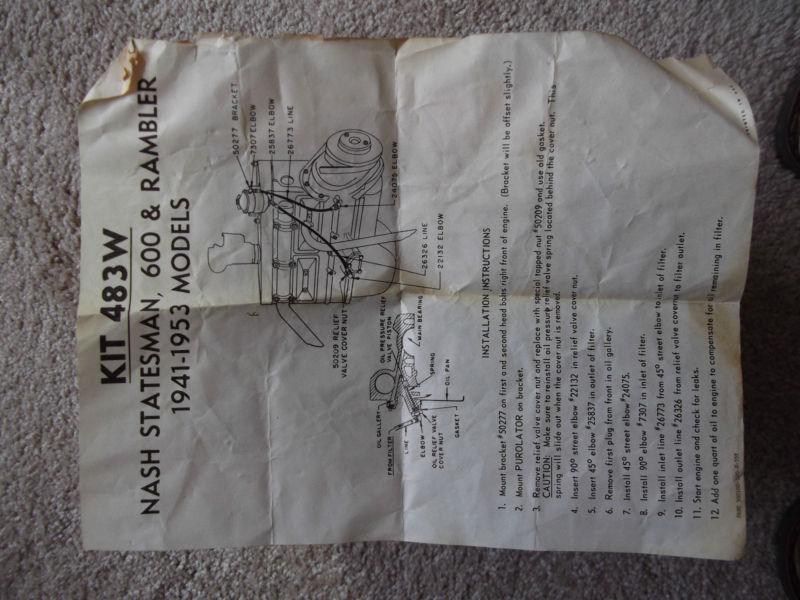 KIT 483W
NASH STATESMAN, 600 & RAMBLER
1941-1953 MODELS
50277 BRACKET
7307 ELBOW
25837 ELBOW
26773 LINE
24075 ELBOW
26326 LINE
22132 ELBOW
50209 RELIEF
VALVE COVER NUT
OIL PRESSURE RELIEF
VALVE PISTON
MAIN BEARING
OIL GALLERY
FROM FILTER
LINE
ELBOW
OIL RELIEF VALVE
COVER NUT
SPRING
OIL PAN
GASKET
INSTALLATION INSTRUCTIONS
1. Mount bracket #50277 on first and second head bolts right front of engine. (Bracket will be offset slightly.)
2. Mount PUROLATOR on bracket.
3. Remove relief valve cover nut and replace with special tapped nut #50209 and use old gasket.
CAUTION: Make sure to reinstall oil pressure relief valve spring located behind the cover nut. This
spring will slide out when the cover nut is removed.
4. Insert 90° street elbow #22132 in relief valve cover nut.
5. Insert 45° elbow #25837 in outlet of filter.
6. Remove first plug from front in oil gallery.
7. Install 45° street elbow #24075.
8. Install 90° elbow #7307 in inlet of filter.
9. Install inlet line #26773 from 45° street elbow to inlet of filter.
10. Install outlet line #26326 from relief valve cover to filter outlet.
11. Start engine and check for leaks.
12. Add one quart of oil to engine to compensate for oil remaining in filter.